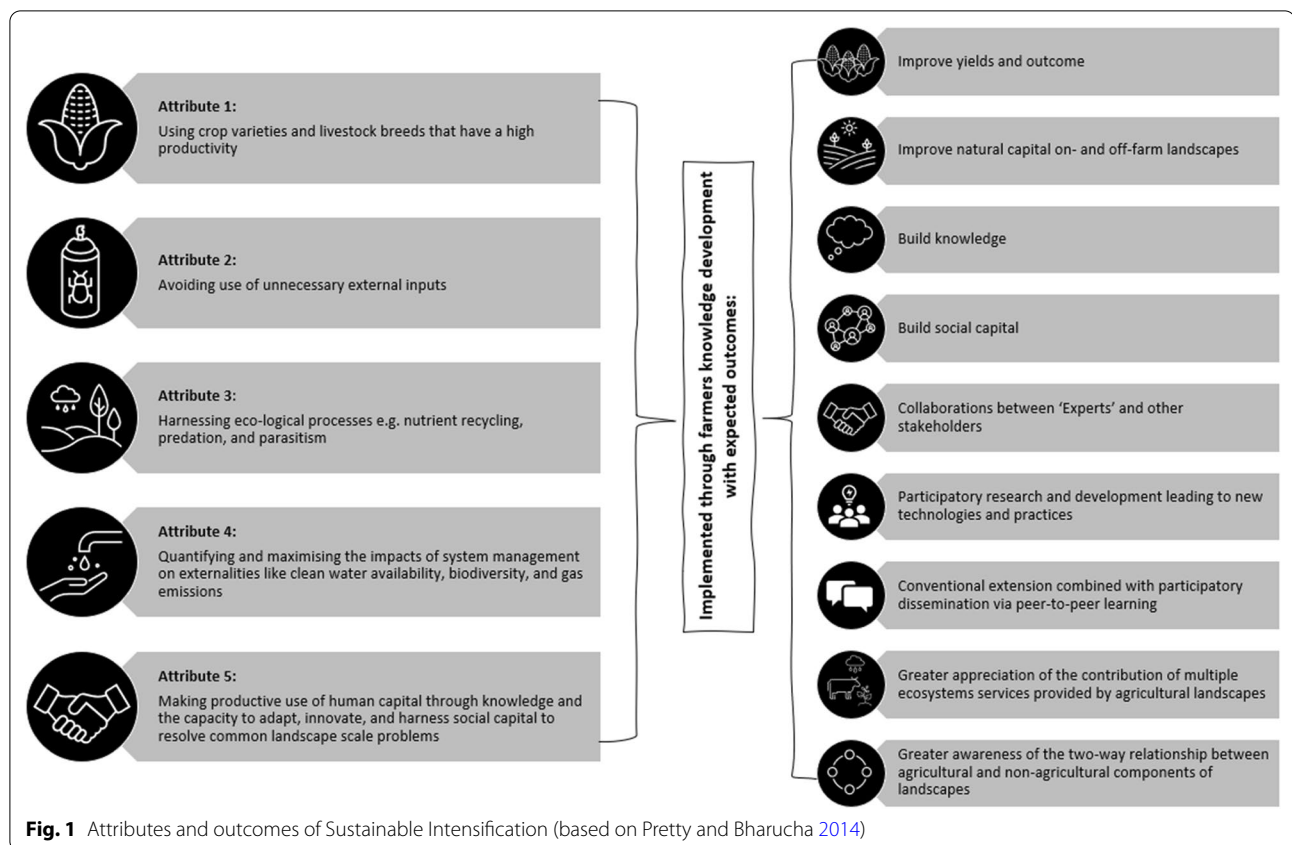 Attribute 1:
Using crop varieties and livestock breeds that have a high
productivity
Attribute 2:
Avoiding use of unnecessary external inputs
Attribute 3:
Harnessing eco-logical processes e.g. nutrient recycling,
predation, and parasitism
Attribute 4:
Quantifying and maximising the impacts of system management
on externalities like clean water availability, biodiversity, and gas
emissions
Attribute 5:
Making productive use of human capital through knowledge and
the capacity to adapt, innovate, and harness social capital to
resolve common landscape scale problems
Implemented through farmers knowledge development
with expected outcomes:
Improve yields and outcome
Improve natural capital on- and off-farm landscapes
Build knowledge
Build social capital
Collaborations between ‘Experts’ and other
stakeholders
Participatory research and development leading to new
technologies and practices
Conventional extension combined with participatory
dissemination via peer-to-peer learning
Greater appreciation of the contribution of multiple
ecosystems services provided by agricultural landscapes
Greater awareness of the two-way relationship between
agricultural and non-agricultural components of
landscapes
Fig. 1 Attributes and outcomes of Sustainable Intensification (based on Pretty and Bharucha 2014)